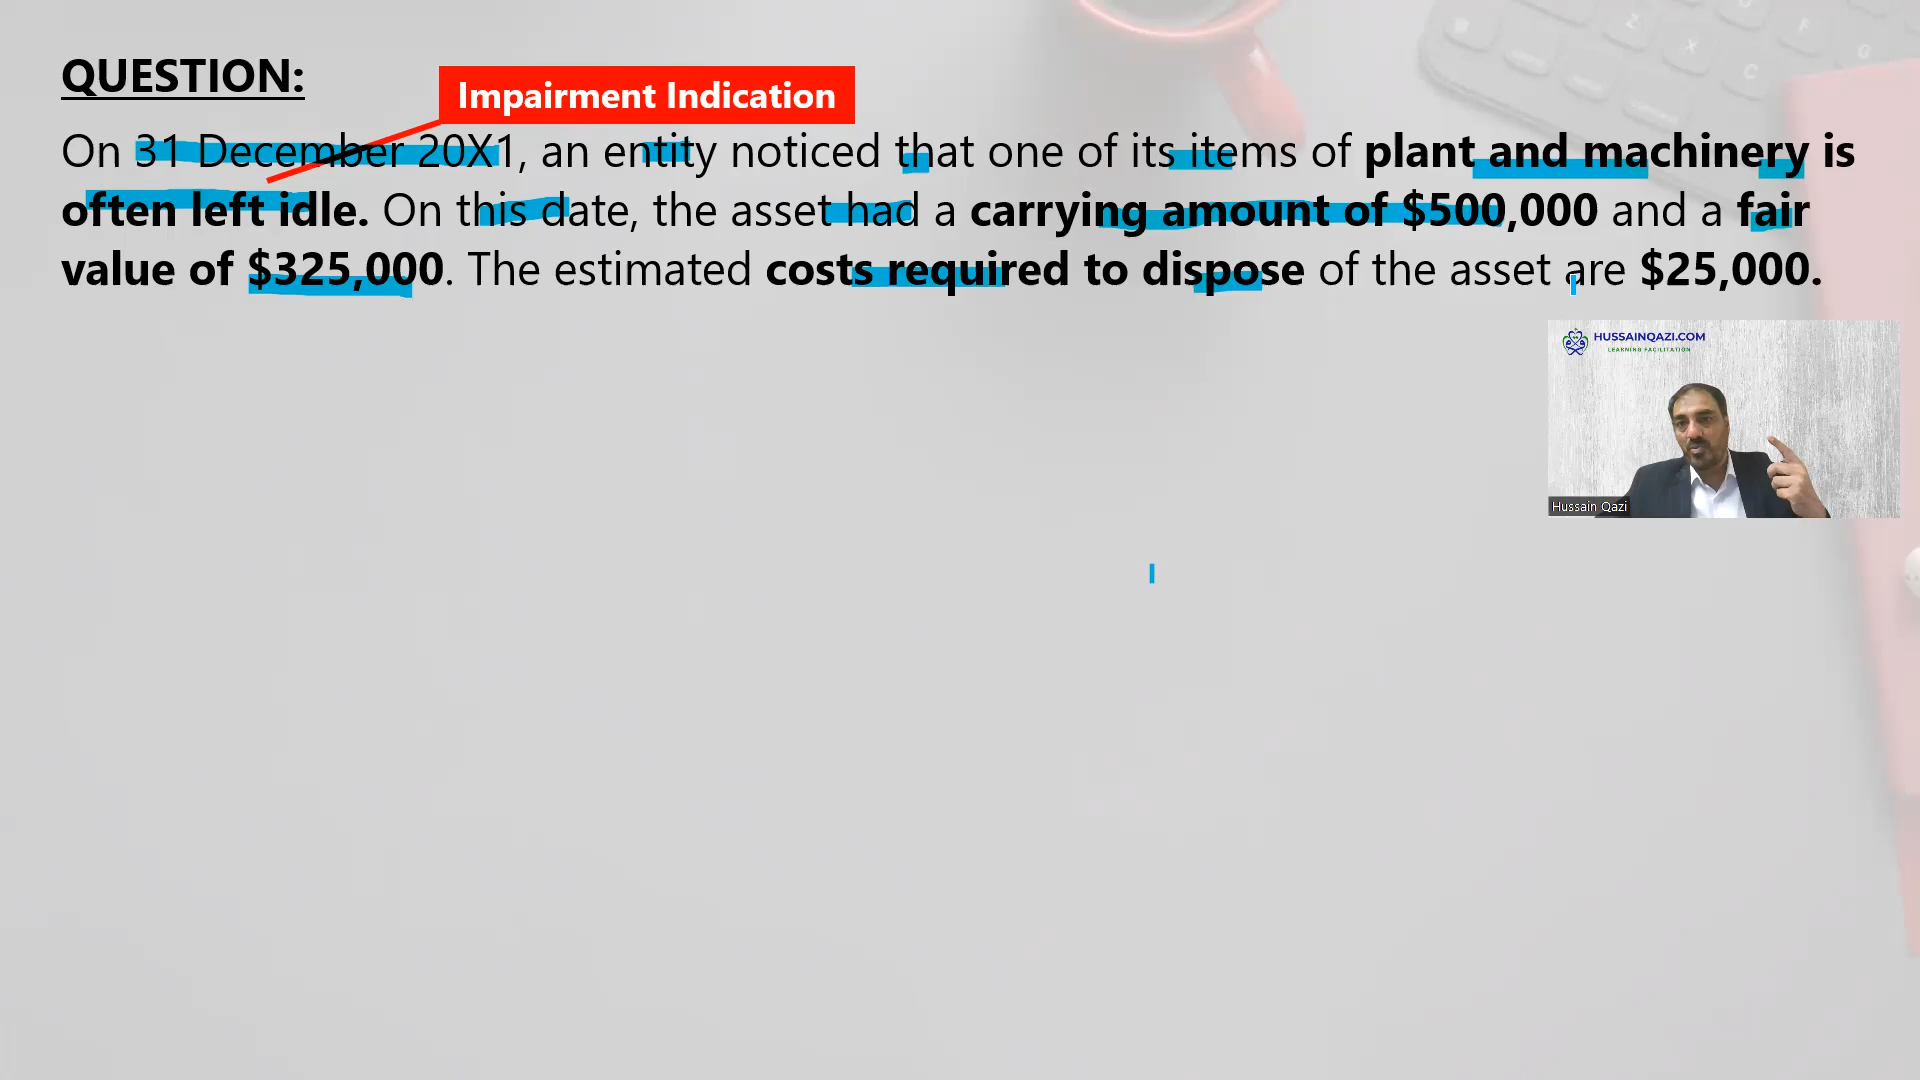 QUESTION:
Impairment Indication
On 31 December 20X1, an entity noticed that one of its items of plant and machinery is
often left idle. On this date, the asset had a carrying amount of $500,000 and a fair
value of $325,000. The estimated costs required to dispose of the asset are $25,000.
HUSSAINQAZI.COM
LEARNING FACILITATION
Hussain Qazi